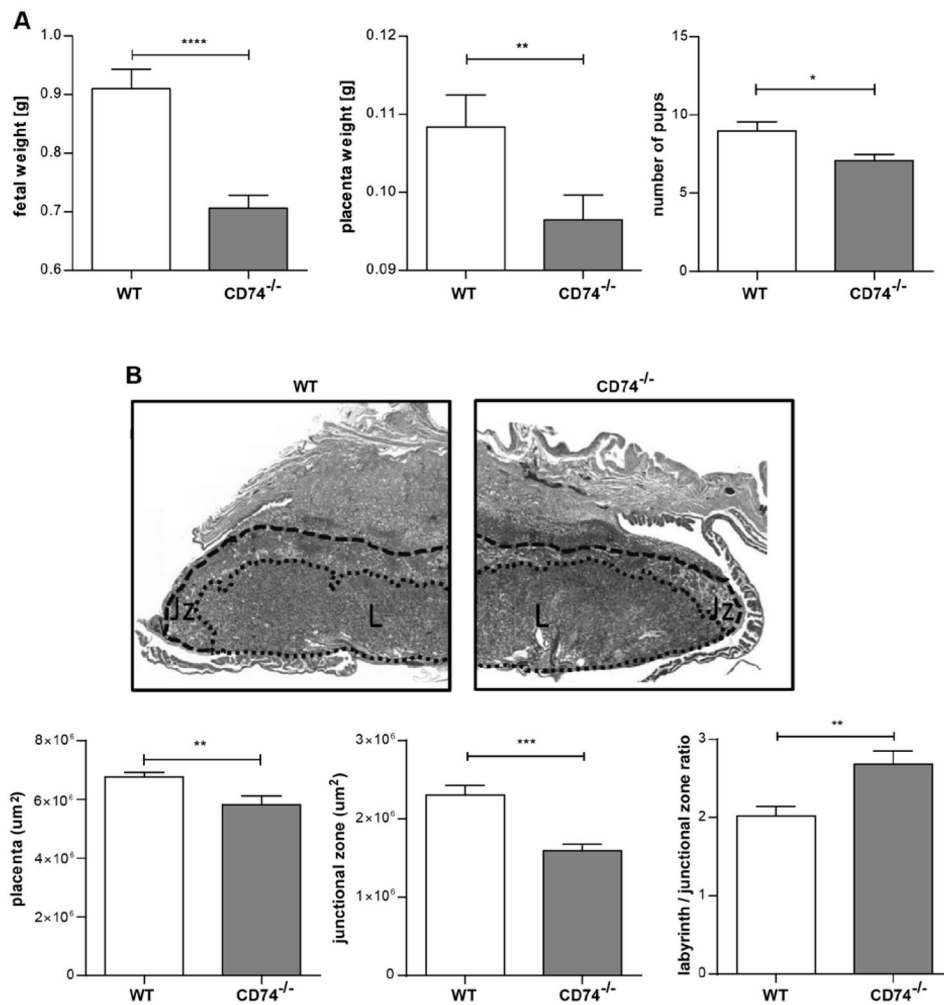 A
fetal weight [g]
1.0
0.9
0.8
0.7
0.6
****
WT
CD74-/-
placenta weight [g]
0.12
0.11
0.10
0.09
**
WT
CD74-/-
number of pups
15
10
5
0
*
WT
CD74-/-
B
WT
CD74-/-
Jz
L
L
Jz
placenta (um²)
8×10⁶
6×10⁶
4×10⁶
2×10⁶
0
**
WT
CD74-/-
junctional zone (um²)
3×10⁶
2×10⁶
1×10⁶
0
***
WT
CD74-/-
labyrinth / junctional zone ratio
3
2
1
0
**
WT
CD74-/-